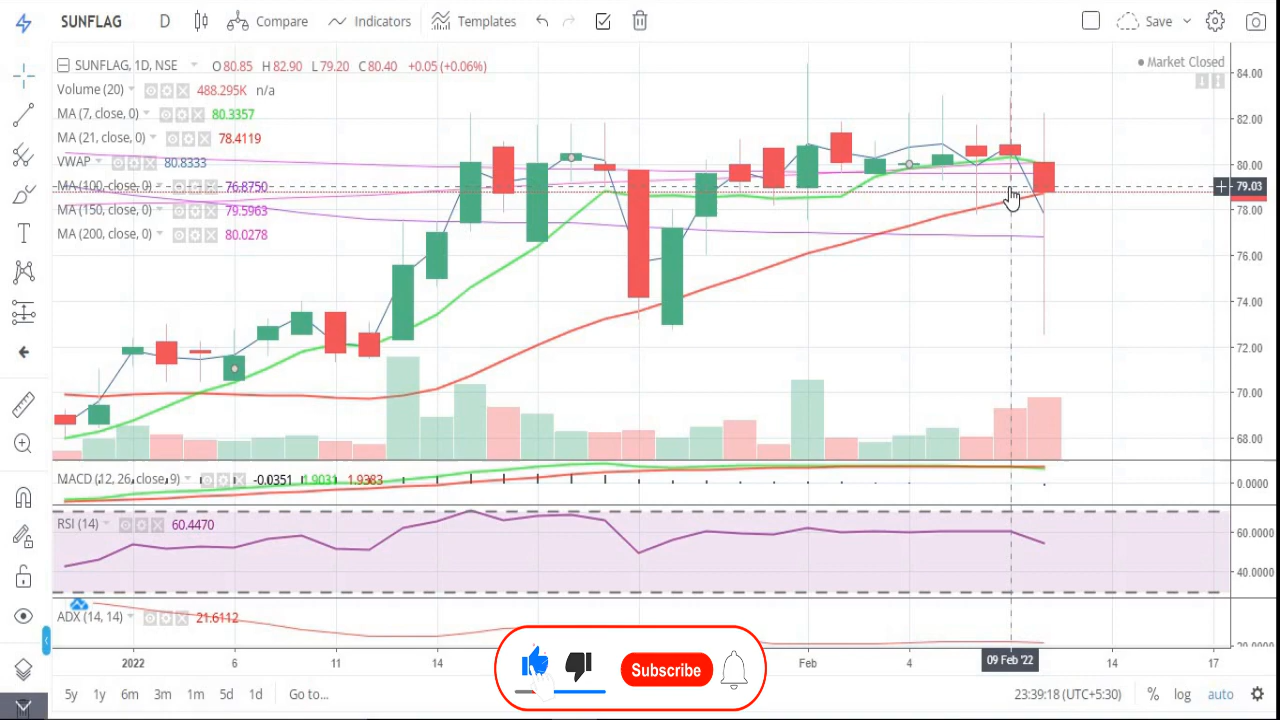 SUNFLAG D Compare Indicators Templates Save
SUNFLAG, 1D, NSE O 80.85 H 82.90 L 79.20 C 80.40 +0.05 (+0.06%)
Market Closed
Volume (20) 488.295K n/a
MA (7, close, 0) 80.3357
MA (21, close, 0) 78.4119
VWAP 80.8333
MA (100, close, 0) 76.8750
MA (150, close, 0) 79.5963
MA (200, close, 0) 80.0278
84.00
82.00
80.00
79.03
78.00
76.00
74.00
72.00
70.00
68.00
MACD (12, 26, close, 9) -0.0351 1.9031 1.9383
0.0000
RSI (14) 60.4470
60.0000
40.0000
ADX (14, 14) 21.6112
20.0000
2022 6 11 14 Feb 4 09 Feb '22 14 17
Subscribe
5y 1y 6m 3m 1m 5d 1d Go to... 23:39:18 (UTC+5:30) % log auto